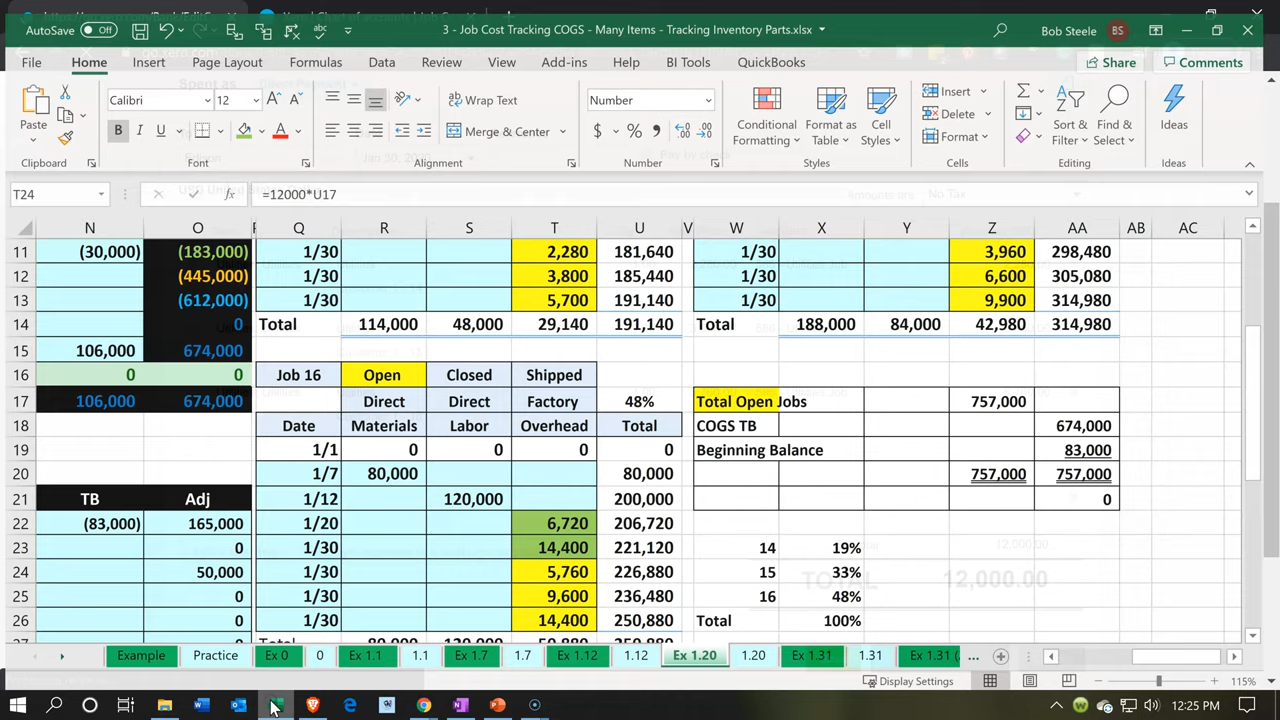 AutoSave Off 3 - Job Cost Tracking COGS - Many Items - Tracking Inventory Parts.xlsx Bob Steele BS
File Home Insert Page Layout Formulas Data Review View Add-ins Help BI Tools QuickBooks Share Comments
Paste Calibri 12 Wrap Text Number Conditional Formatting Format as Table Cell Styles Insert Sort & Filter Find & Select Ideas
Merge & Center Delete
Format
Clipboard Font Alignment Number Styles Cells Editing Ideas
T24 =12000*U17
N O Q R S T U V W X Y Z AA AB AC
11 (30,000) (183,000) 1/30 2,280 181,640 1/30 3,960 298,480
12 (445,000) 1/30 3,800 185,440 1/30 6,600 305,080
13 (612,000) 1/30 5,700 191,140 1/30 9,900 314,980
14 0 Total 114,000 48,000 29,140 191,140 Total 188,000 84,000 42,980 314,980
15 106,000 674,000
16 0 0 Job 16 Open Closed Shipped
17 106,000 674,000 Direct Direct Factory 48% Total Open Jobs 757,000
18 Date Materials Labor Overhead Total COGS TB 674,000
19 1/1 0 0 0 0 Beginning Balance 83,000
20 1/7 80,000 80,000 757,000 757,000
21 TB Adj 1/12 120,000 200,000 0
22 (83,000) 165,000 1/20 6,720 206,720
23 0 1/30 14,400 221,120 14 19%
24 50,000 1/30 5,760 226,880 15 33%
25 0 1/30 9,600 236,480 16 48%
26 0 1/30 14,400 250,880 Total 100%
TOTAL 12,000.00
Example Practice Ex 0 0 Ex 1.1 1.1 Ex 1.7 1.7 Ex 1.12 1.12 Ex 1.20 1.20 Ex 1.31 1.31 Ex 1.31 (
Display Settings 115%
12:25 PM